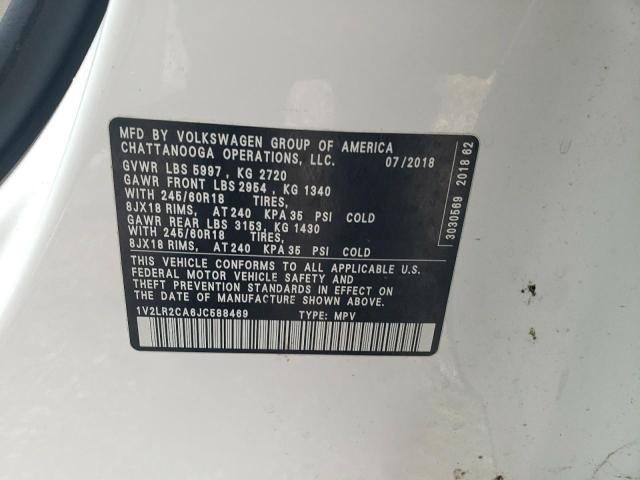 MFD BY VOLKSWAGEN GROUP OF AMERICA
CHATTANOOGA OPERATIONS, LLC. 07/2018
GVWR LBS 5997, KG 2720
GAWR FRONT LBS 2954, KG 1340
WITH 245/60R18 TIRES,
8JX18 RIMS, AT 240 KPA 35 PSI COLD
GAWR REAR LBS 3153, KG 1430
WITH 245/60R18 TIRES,
8JX18 RIMS, AT 240 KPA 35 PSI COLD
THIS VEHICLE CONFORMS TO ALL APPLICABLE U.S.
FEDERAL MOTOR VEHICLE SAFETY AND
THEFT PREVENTION STANDARDS IN EFFECT ON
THE DATE OF MANUFACTURE SHOWN ABOVE.
1V2LR2CA6JC588469 TYPE: MPV
3030569 2018 62